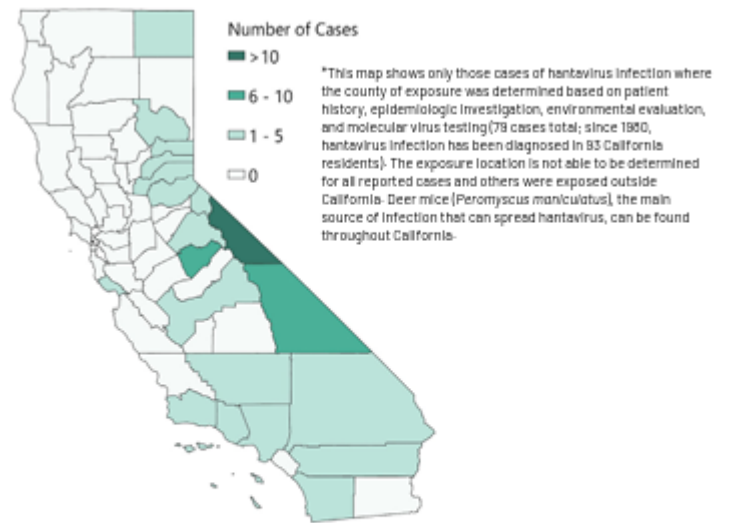 Number of Cases
>10
6 - 10
1 - 5
0
*This map shows only those cases of hantavirus infection where
the county of exposure was determined based on patient
history, epidemiologic investigation, environmental evaluation,
and molecular virus testing (79 cases total; since 1980,
hantavirus infection has been diagnosed in 93 California
residents). The exposure location is not able to be determined
for all reported cases and others were exposed outside
California. Deer mice (Peromyscus maniculatus), the main
source of infection that can spread hantavirus, can be found
throughout California.